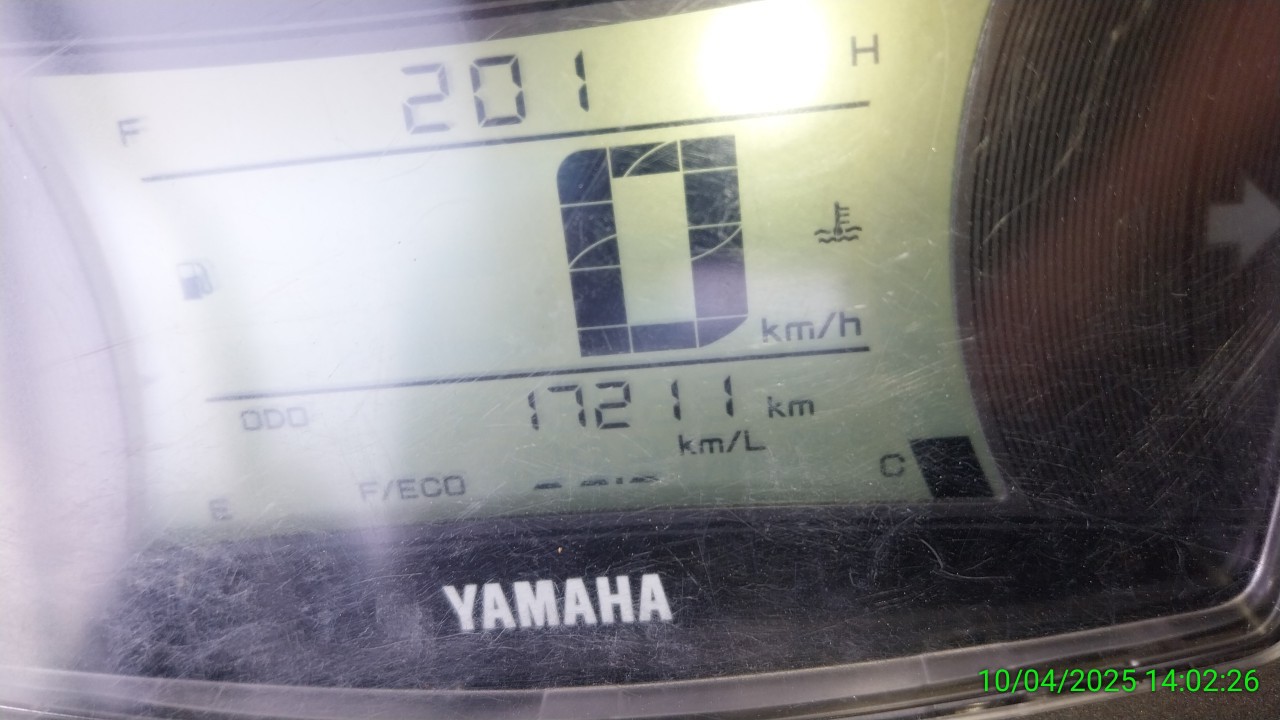 F 201 H
0 km/h
ODO 17211 km
km/L
F/ECO --.- C
E
YAMAHA
10/04/2025 14:02:26